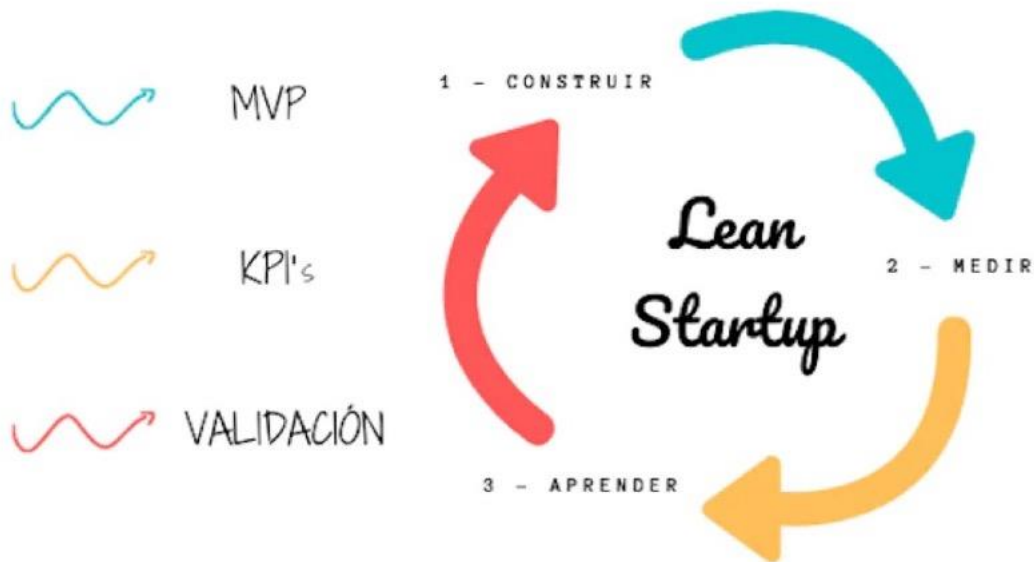 MVP
KPI's
VALIDACIÓN
1 - CONSTRUIR
Lean
Startup
2 - MEDIR
3 - APRENDER